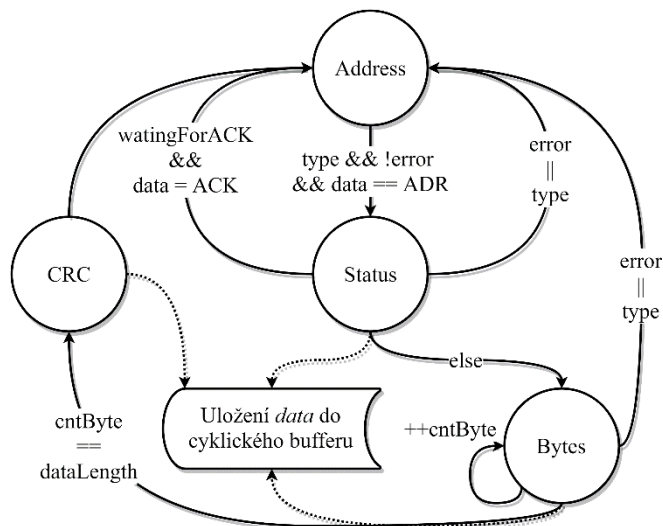 Address
watingForACK
&&
data = ACK
type && !error
&& data == ADR
error
||
type
CRC
Status
error
||
type
else
Uložení data do
cyklického bufferu
++cntByte
Bytes
cntByte
==
dataLength